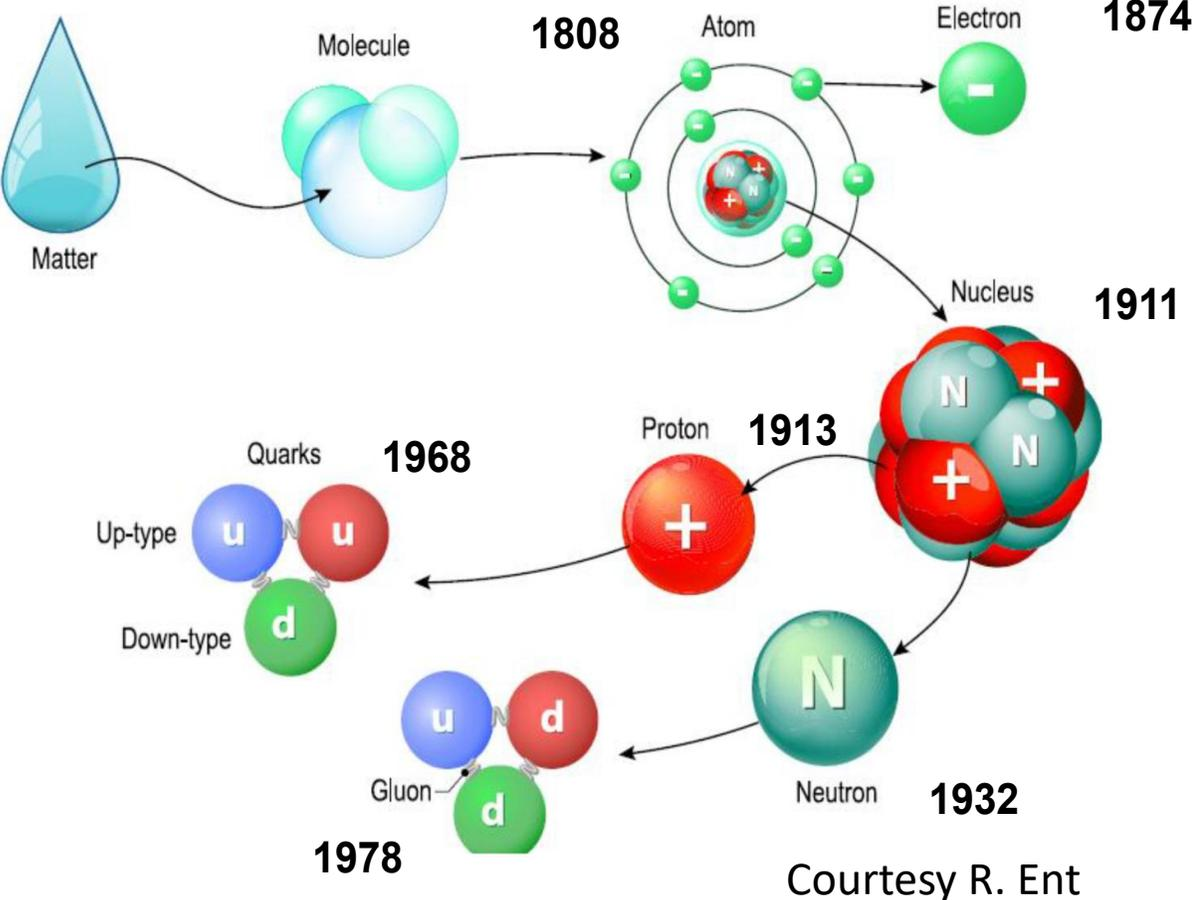 Matter
Molecule
1808
Atom
-
-
-
-
-
-
-
-
N
+
+
N
Electron
1874
-
Nucleus
1911
N
+
N
+
Proton
1913
+
Quarks
1968
Up-type
u
u
Down-type
d
N
Neutron
1932
u
d
Gluon
d
1978
Courtesy R. Ent